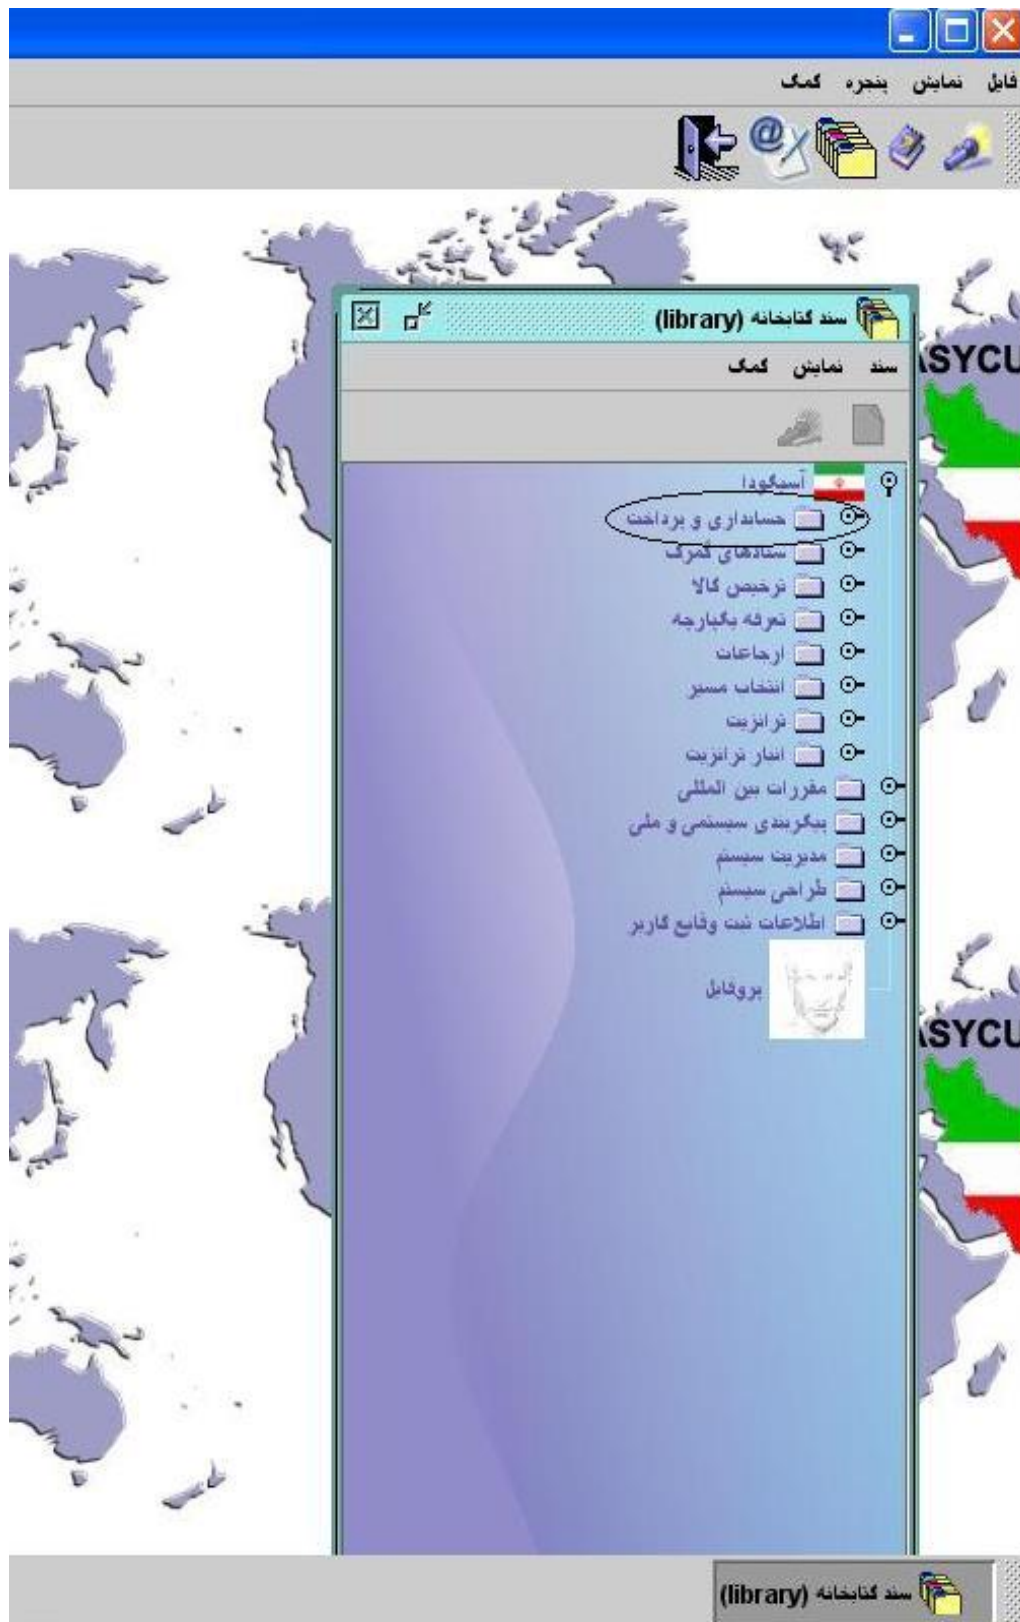 فایل نمایش پنجره کمک
سند کتابخانه (library)
سند نمایش کمک
ASYCU
آسیکودا
حسابداری و پرداخت
ستادهای گمرک
ترخیص کالا
تعرفه یکپارچه
ارجاعات
انتخاب مسیر
ترانزیت
انبار ترانزیت
مقررات بین المللی
پیکربندی سیستمی و ملی
مدیریت سیستم
طراحی سیستم
اطلاعات ثبت وقایع کاربر
پروفایل
ASYCU
سند کتابخانه (library)